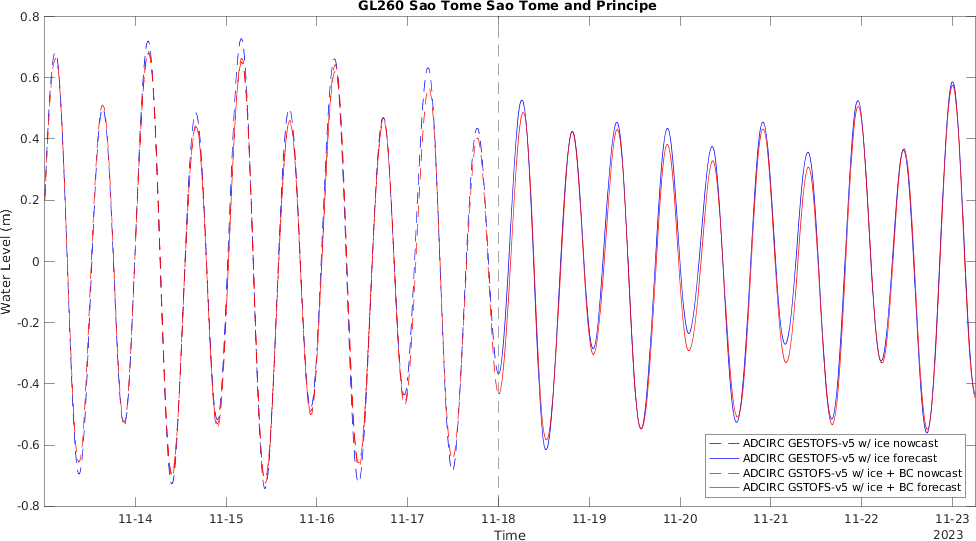 GL260 Sao Tome Sao Tome and Principe
0.8
0.6
0.4
0.2
0
-0.2
-0.4
-0.6
-0.8
Water Level (m)
ADCIRC GESTOFS-v5 w/ ice nowcast
ADCIRC GESTOFS-v5 w/ ice forecast
ADCIRC GSTOFS-v5 w/ ice + BC nowcast
ADCIRC GSTOFS-v5 w/ ice + BC forecast
11-14 11-15 11-16 11-17 11-18 11-19 11-20 11-21 11-22 11-23
Time
2023